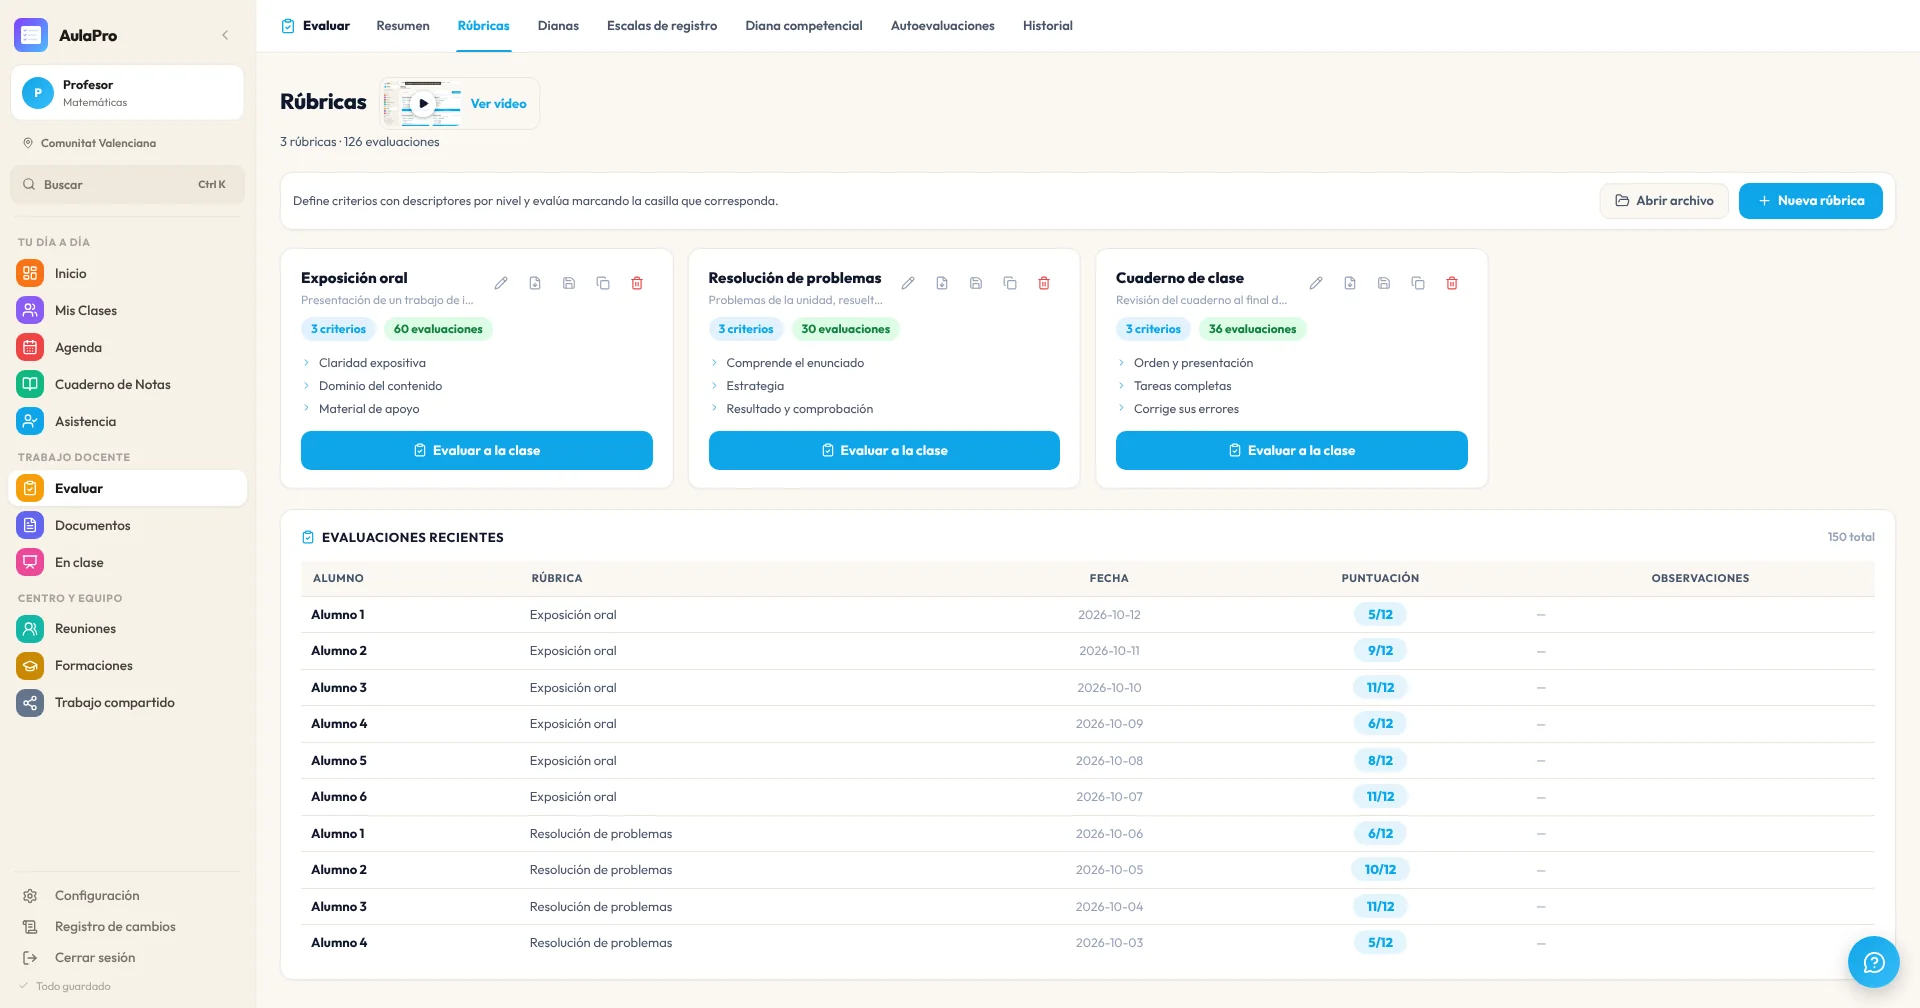 AulaPro
P
Profesor
Matemáticas
Comunitat Valenciana
Buscar Ctrl K
TU DÍA A DÍA
Inicio
Mis Clases
Agenda
Cuaderno de Notas
Asistencia
TRABAJO DOCENTE
Evaluar
Documentos
En clase
CENTRO Y EQUIPO
Reuniones
Formaciones
Trabajo compartido
Configuración
Registro de cambios
Cerrar sesión
Todo guardado
Evaluar Resumen Rúbricas Dianas Escalas de registro Diana competencial Autoevaluaciones Historial
Rúbricas
Ver vídeo
3 rúbricas · 126 evaluaciones
Define criterios con descriptores por nivel y evalúa marcando la casilla que corresponda.
Abrir archivo
+ Nueva rúbrica
Exposición oral
Presentación de un trabajo de i...
3 criterios 60 evaluaciones
Claridad expositiva
Dominio del contenido
Material de apoyo
Evaluar a la clase
Resolución de problemas
Problemas de la unidad, resuelt...
3 criterios 30 evaluaciones
Comprende el enunciado
Estrategia
Resultado y comprobación
Evaluar a la clase
Cuaderno de clase
Revisión del cuaderno al final d...
3 criterios 36 evaluaciones
Orden y presentación
Tareas completas
Corrige sus errores
Evaluar a la clase
EVALUACIONES RECIENTES 150 total
ALUMNO RÚBRICA FECHA PUNTUACIÓN OBSERVACIONES
Alumno 1 Exposición oral 2026-10-12 5/12 —
Alumno 2 Exposición oral 2026-10-11 9/12 —
Alumno 3 Exposición oral 2026-10-10 11/12 —
Alumno 4 Exposición oral 2026-10-09 6/12 —
Alumno 5 Exposición oral 2026-10-08 8/12 —
Alumno 6 Exposición oral 2026-10-07 11/12 —
Alumno 1 Resolución de problemas 2026-10-06 6/12 —
Alumno 2 Resolución de problemas 2026-10-05 10/12 —
Alumno 3 Resolución de problemas 2026-10-04 11/12 —
Alumno 4 Resolución de problemas 2026-10-03 5/12 —